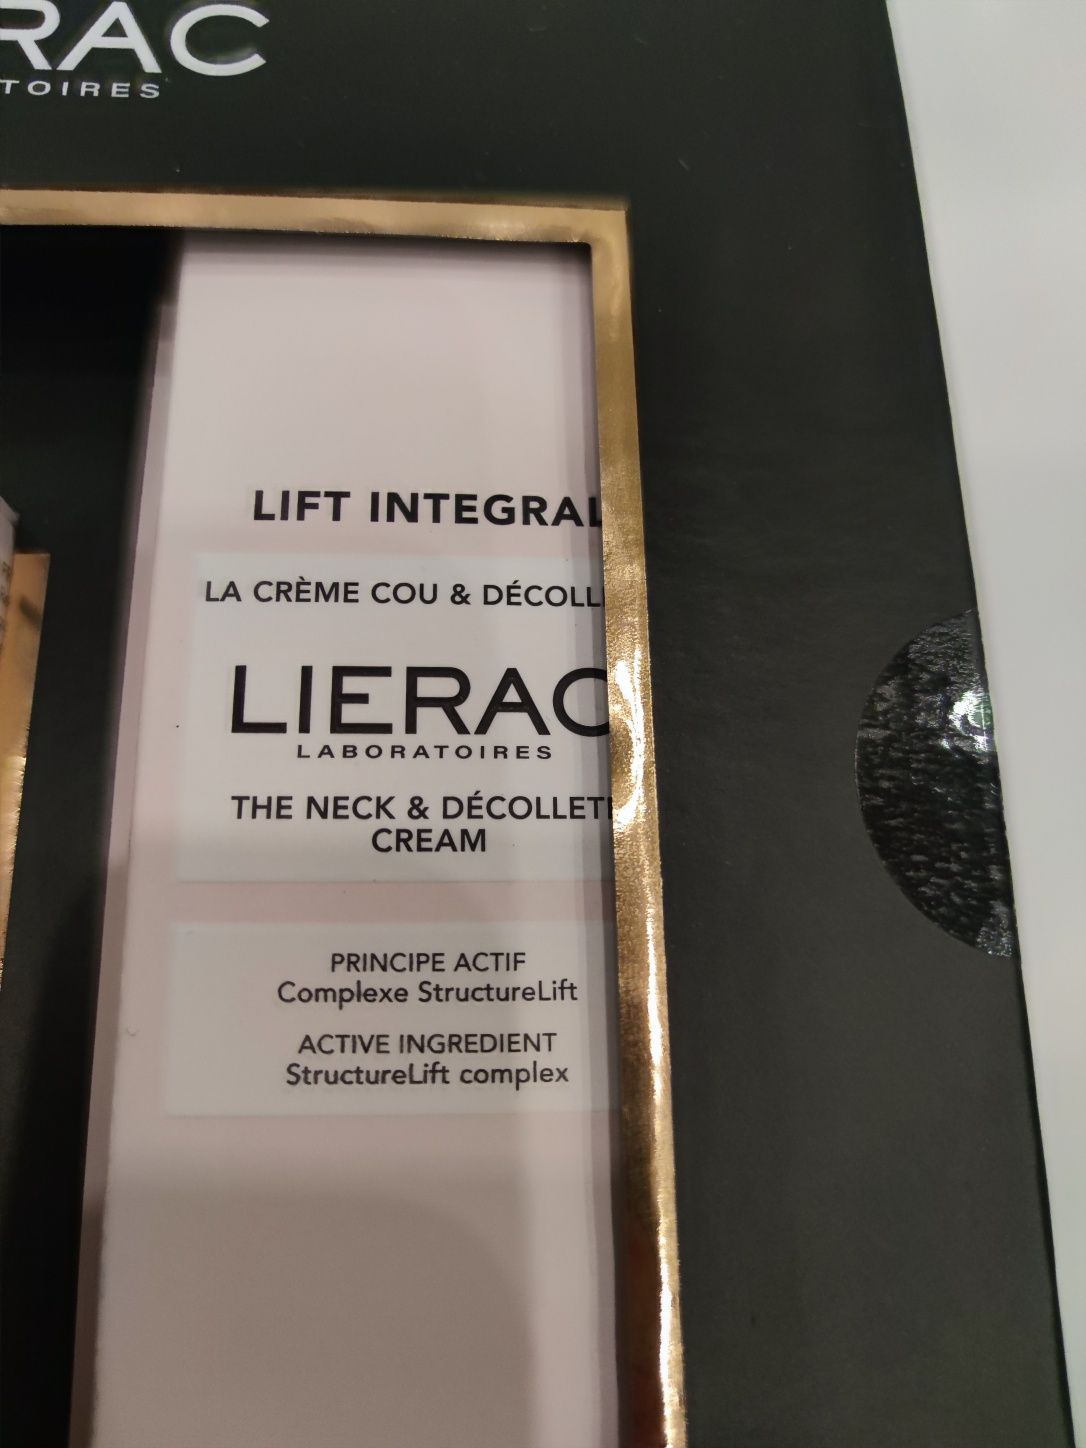 RAC
TOIRES
LIFT INTEGRAL
LA CRÈME COU & DÉCOLL
LIERAC
LABORATOIRES
THE NECK & DÉCOLLET
CREAM
PRINCIPE ACTIF
Complexe StructureLift
ACTIVE INGREDIENT
StructureLift complex